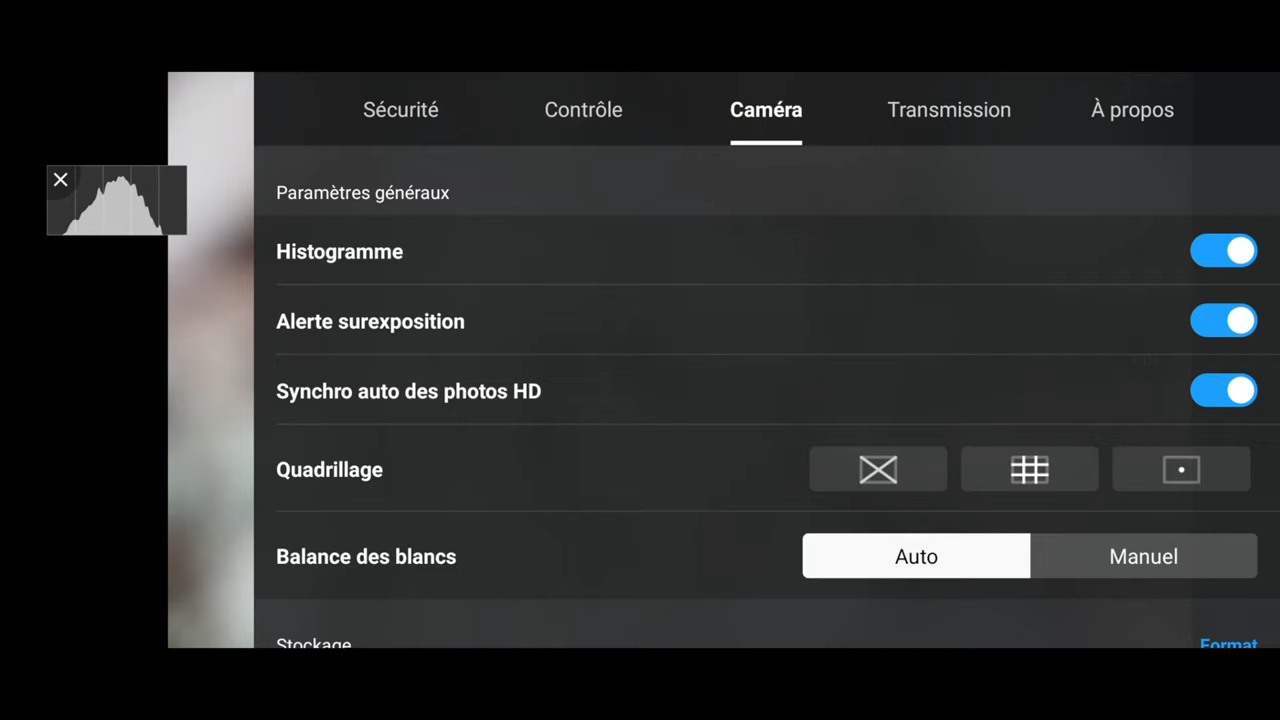 Sécurité Contrôle Caméra Transmission À propos
Paramètres généraux
Histogramme
Alerte surexposition
Synchro auto des photos HD
Quadrillage
Balance des blancs Auto Manuel
Stockage Format